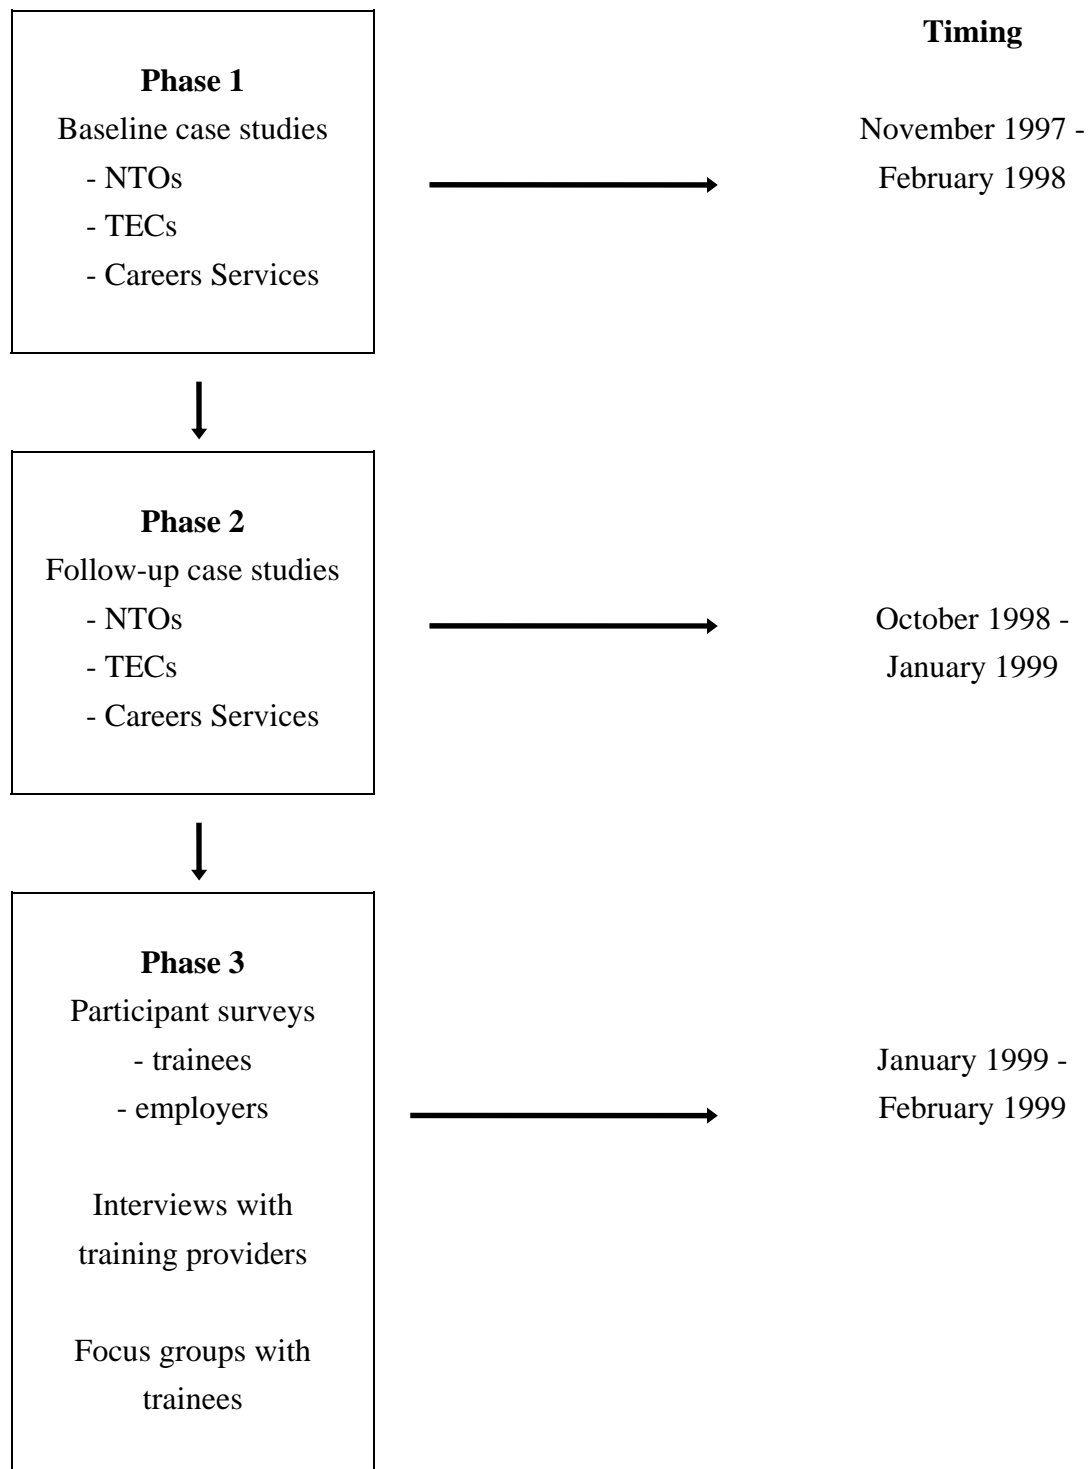 Timing
Phase 1
Baseline case studies
- NTOs
- TECs
- Careers Services
November 1997 -
February 1998
Phase 2
Follow-up case studies
- NTOs
- TECs
- Careers Services
October 1998 -
January 1999
Phase 3
Participant surveys
- trainees
- employers
Interviews with
training providers
Focus groups with
trainees
January 1999 -
February 1999